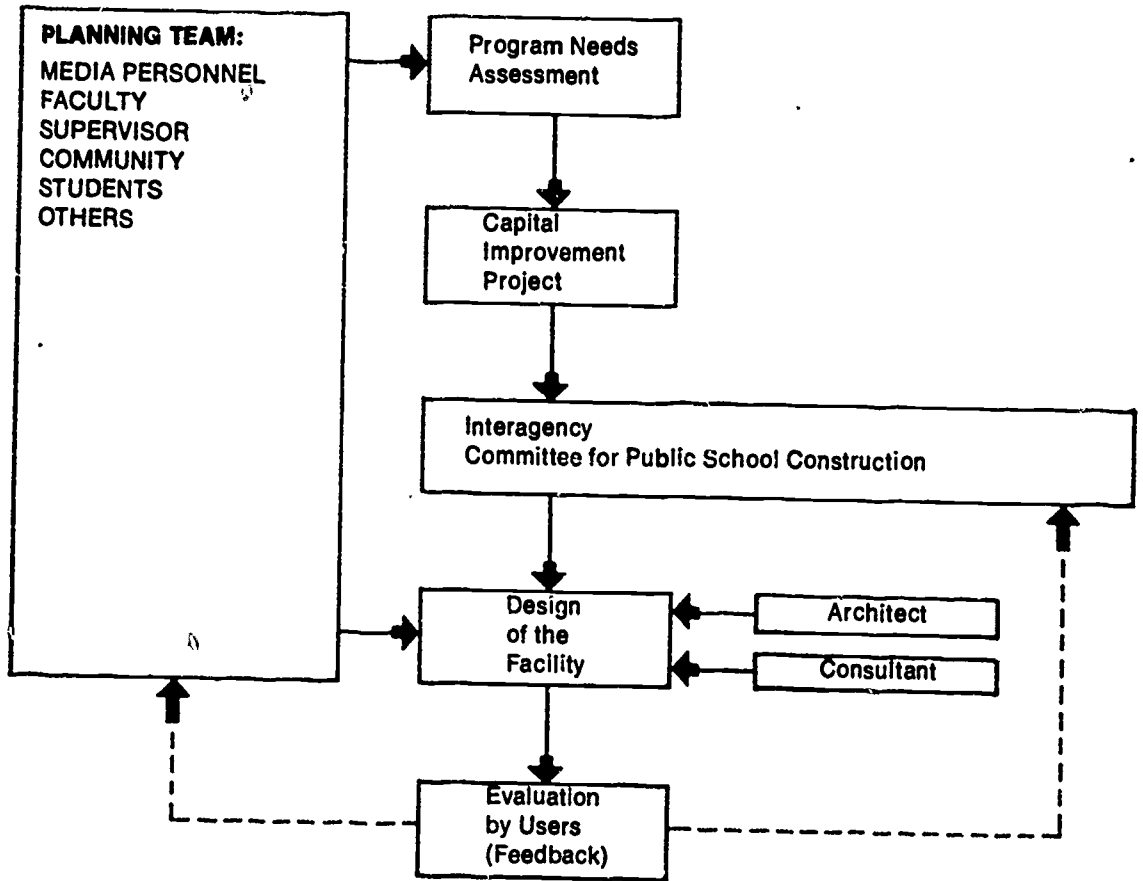 PLANNING TEAM:
MEDIA PERSONNEL
FACULTY
SUPERVISOR
COMMUNITY
STUDENTS
OTHERS
Program Needs
Assessment
Capital
Improvement
Project
Interagency
Committee for Public School Construction
Design
of the
Facility
Architect
Consultant
Evaluation
by Users
(Feedback)